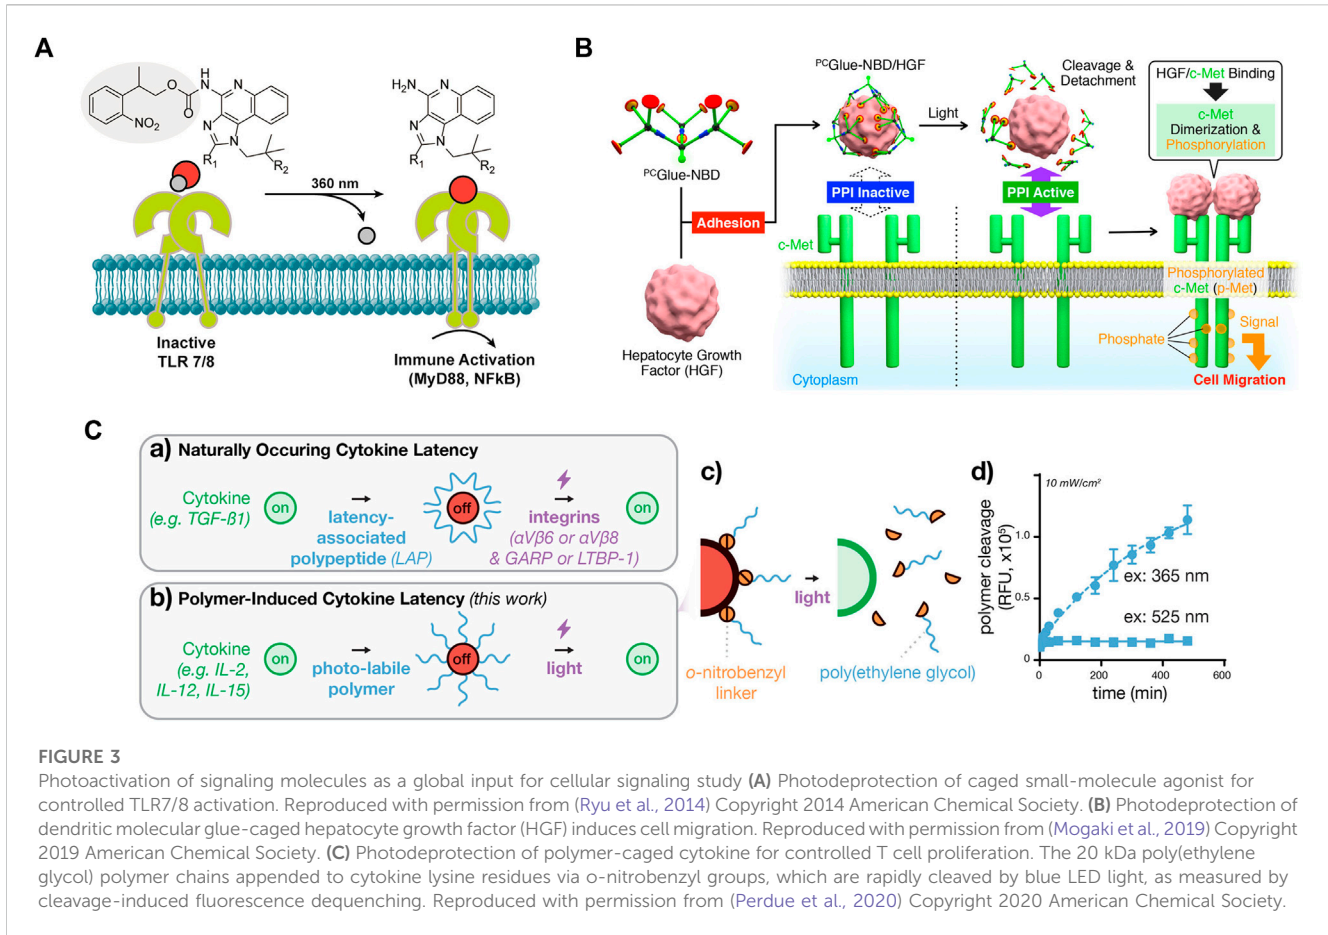 A
H
N
O
N
O
NO₂
N
N
R₁
R₂
H₂N
N
N
N
R₁
R₂
360 nm
Inactive
TLR 7/8
Immune Activation
(MyD88, NFkB)
B
PCGlue-NBD
Adhesion
Hepatocyte Growth
Factor (HGF)
PCGlue-NBD/HGF
Light
Cleavage &
Detachment
PPI Inactive
PPI Active
c-Met
Cytoplasm
HGF/c-Met Binding
c-Met
Dimerization &
Phosphorylation
Phosphorylated
c-Met (p-Met)
Phosphate
Signal
Cell Migration
C
a) Naturally Occuring Cytokine Latency
Cytokine
(e.g. TGF-ß1)
on
latency-
associated
polypeptide (LAP)
off
integrins
(αVβ6 or αVβ8
& GARP or LTBP-1)
on
b) Polymer-Induced Cytokine Latency (this work)
Cytokine
(e.g. IL-2,
IL-12, IL-15)
on
photo-labile
polymer
off
light
on
c)
light
o-nitrobenzyl
linker
poly(ethylene glycol)
d)
10 mW/cm²
polymer cleavage
(RFU, x10⁵)
1.0
0.5
0
ex: 365 nm
ex: 525 nm
0
200
400
600
time (min)
FIGURE 3
Photoactivation of signaling molecules as a global input for cellular signaling study (A) Photodeprotection of caged small-molecule agonist for
controlled TLR7/8 activation. Reproduced with permission from (Ryu et al., 2014) Copyright 2014 American Chemical Society. (B) Photodeprotection of
dendritic molecular glue-caged hepatocyte growth factor (HGF) induces cell migration. Reproduced with permission from (Mogaki et al., 2019) Copyright
2019 American Chemical Society. (C) Photodeprotection of polymer-caged cytokine for controlled T cell proliferation. The 20 kDa poly(ethylene
glycol) polymer chains appended to cytokine lysine residues via o-nitrobenzyl groups, which are rapidly cleaved by blue LED light, as measured by
cleavage-induced fluorescence dequenching. Reproduced with permission from (Perdue et al., 2020) Copyright 2020 American Chemical Society.